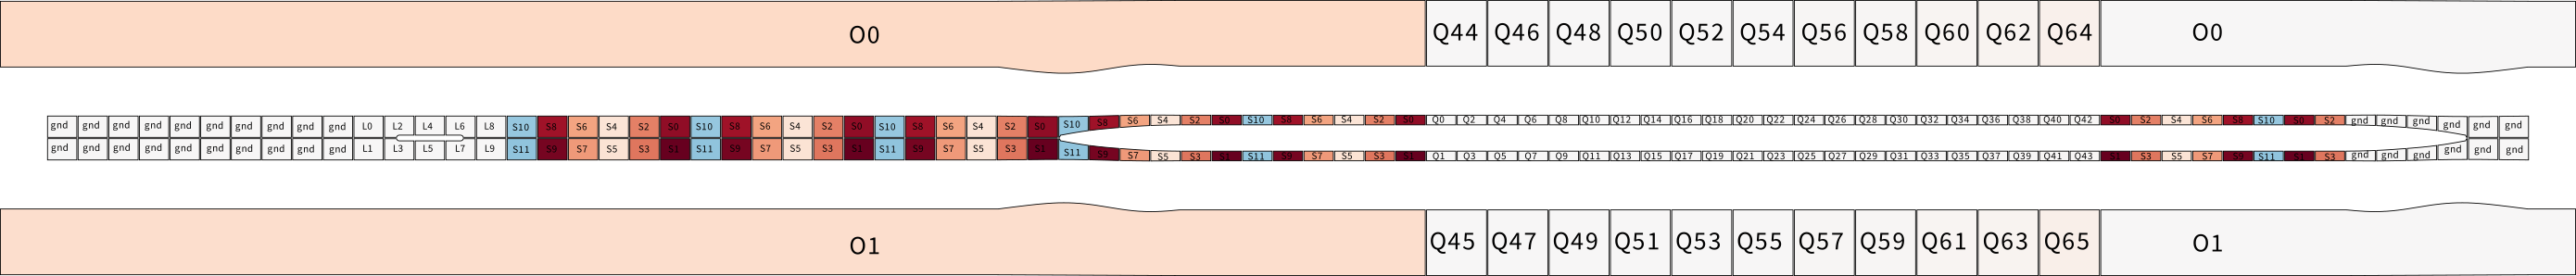 O0 Q44 Q46 Q48 Q50 Q52 Q54 Q56 Q58 Q60 Q62 Q64 O0
gnd gnd gnd gnd gnd gnd gnd gnd gnd gnd L0 L2 L4 L6 L8 S10 S8 S6 S4 S2 S0 S10 S8 S6 S4 S2 S0 S10 S8 S6 S4 S2 S0 S10 S8 S6 S4 S2 S0 S10 S8 S6 S4 S2 S0 Q0 Q2 Q4 Q6 Q8 Q10 Q12 Q14 Q16 Q18 Q20 Q22 Q24 Q26 Q28 Q30 Q32 Q34 Q36 Q38 Q40 Q42 S0 S2 S4 S6 S8 S10 S0 S2 gnd gnd gnd gnd gnd gnd
gnd gnd gnd gnd gnd gnd gnd gnd gnd gnd L1 L3 L5 L7 L9 S11 S9 S7 S5 S3 S1 S11 S9 S7 S5 S3 S1 S11 S9 S7 S5 S3 S1 S11 S9 S7 S5 S3 S1 S11 S9 S7 S5 S3 S1 Q1 Q3 Q5 Q7 Q9 Q11 Q13 Q15 Q17 Q19 Q21 Q23 Q25 Q27 Q29 Q31 Q33 Q35 Q37 Q39 Q41 Q43 S1 S3 S5 S7 S9 S11 S1 S3 gnd gnd gnd gnd gnd gnd
O1 Q45 Q47 Q49 Q51 Q53 Q55 Q57 Q59 Q61 Q63 Q65 O1